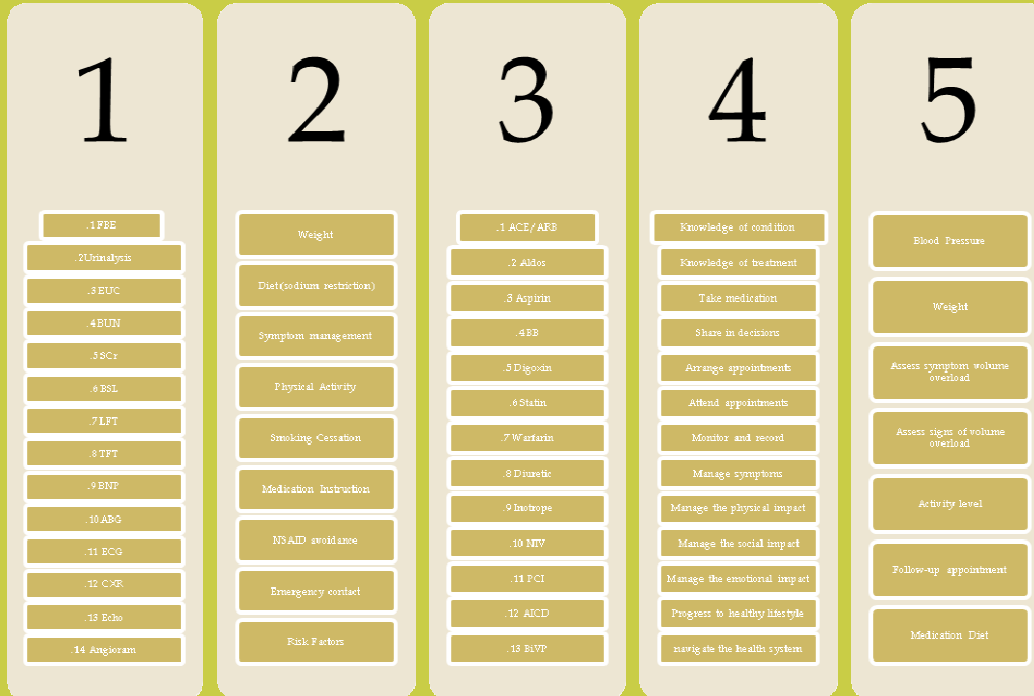 1
.1 FBE
.2Urinalysis
.3 EUC
.4 BUN
.5 SCr
.6 BSL
.7 LFT
.8 TFT
.9 BNP
.10 ABG
.11 ECG
.12 CXR
.13 Echo
.14 Angioram
2
Weight
Diet(sodium restriction)
Symptom management
Physical Activity
Smoking Cessation
Medication Instruction
NSAID avoidance
Emergency contact
Risk Factors
3
.1 ACE/ARB
.2 Aldos
.3 Aspirin
.4 BB
.5 Digoxin
.6 Statin
.7 Warfarin
.8 Diuretic
.9 Inotrope
.10 NIV
.11 PCI
.12 AICD
.13 BiVP
4
Knowledge of condition
Knowledge of treatment
Take medication
Share in decisions
Arrange appointments
Attend appointments
Monitor and record
Manage symptoms
Manage the physical impact
Manage the social impact
Manage the emotional impact
Progress to healthy lifestyle
navigate the health system
5
Blood Pressure
Weight
Assess symptom volume
overload
Assess signs of volume
overload
Activity level
Follow-up appointment
Medication Diet